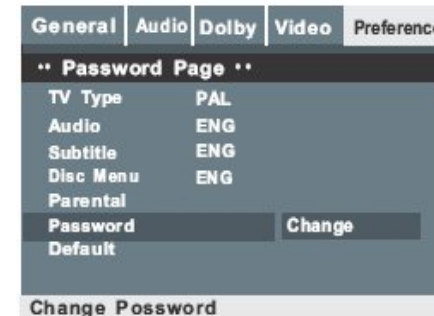 General Audio Dolby Video Preferenc
·· Password Page ··
TV Type PAL
Audio ENG
Subtitle ENG
Disc Menu ENG
Parental
Password Change
Default
Change Possword